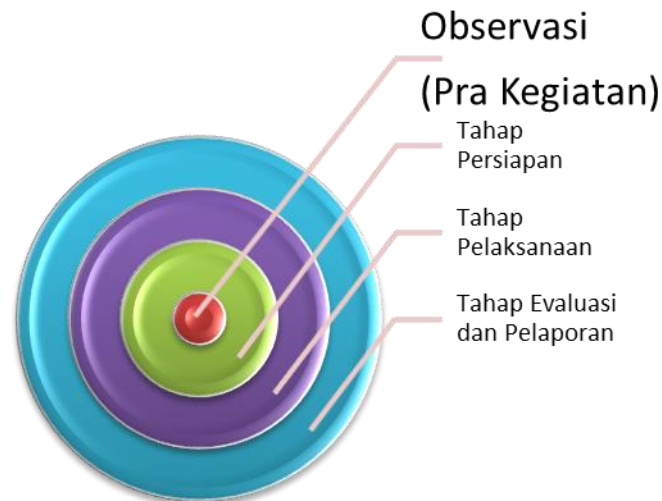 Observasi
(Pra Kegiatan)
Tahap
Persiapan
Tahap
Pelaksanaan
Tahap Evaluasi
dan Pelaporan